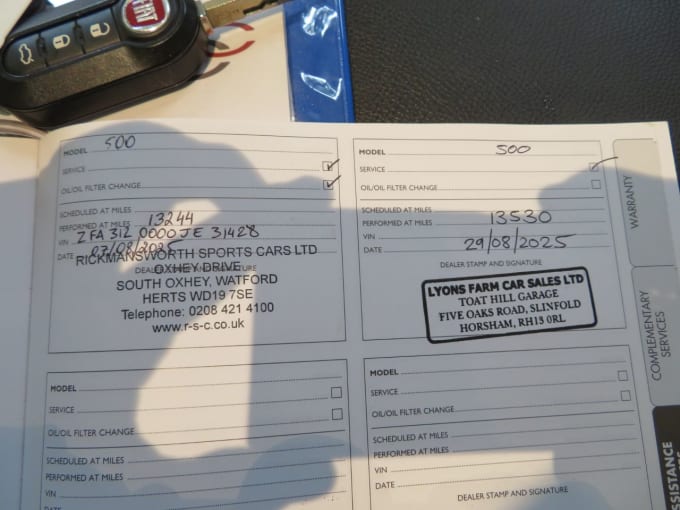 FIAT
MODEL 500
SERVICE
OIL/OIL FILTER CHANGE
SCHEDULED AT MILES
PERFORMED AT MILES 13244
VIN ZFA 312 0000 JE 31428
DATE 07/08/2025
DEALER STAMP AND SIGNATURE
RICKMANSWORTH SPORTS CARS LTD
OXHEY DRIVE
SOUTH OXHEY, WATFORD
HERTS WD19 7SE
Telephone: 0208 421 4100
www.r-s-c.co.uk
MODEL 500
SERVICE
OIL/OIL FILTER CHANGE
SCHEDULED AT MILES
PERFORMED AT MILES 13530
VIN
DATE 29/08/2025
DEALER STAMP AND SIGNATURE
LYONS FARM CAR SALES LTD
TOAT HILL GARAGE
FIVE OAKS ROAD, SLINFOLD
HORSHAM, RH13 0RL
MODEL
SERVICE
OIL/OIL FILTER CHANGE
SCHEDULED AT MILES
PERFORMED AT MILES
VIN
MODEL
SERVICE
OIL/OIL FILTER CHANGE
SCHEDULED AT MILES
PERFORMED AT MILES
VIN
DATE
DEALER STAMP AND SIGNATURE
WARRANTY
COMPLEMENTARY
SERVICES